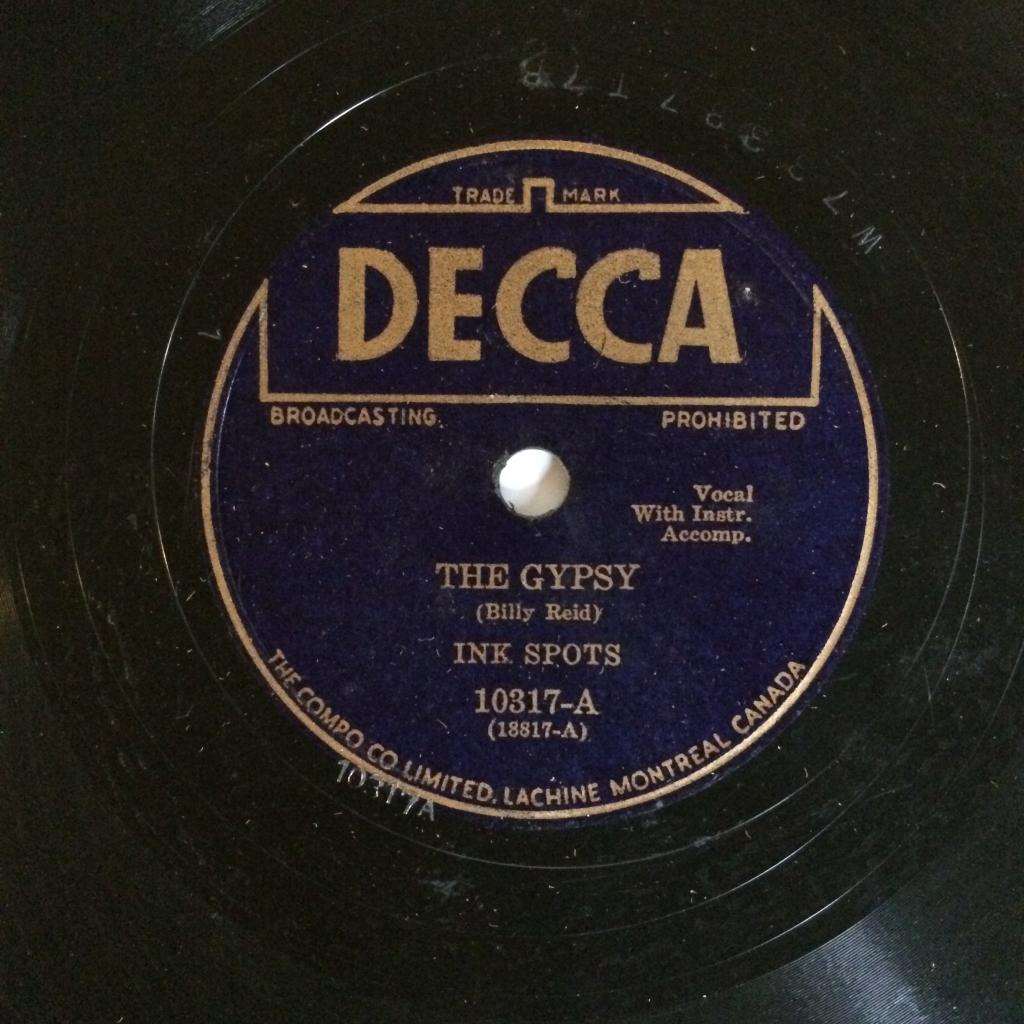 TRADE MARK
DECCA
BROADCASTING PROHIBITED
Vocal
With Instr.
Accomp.
THE GYPSY
(Billy Reid)
INK SPOTS
10317-A
(18817-A)
THE COMPO CO. LIMITED, LACHINE MONTREAL CANADA
10317A